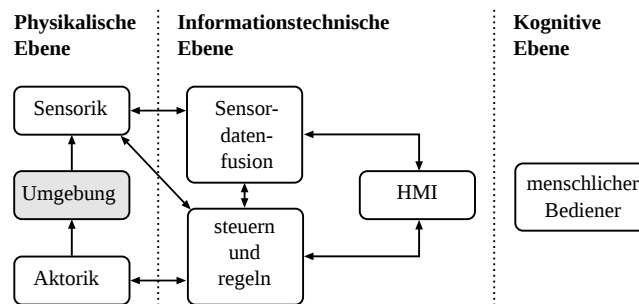 Physikalische
Ebene
Informationstechnische
Ebene
Kognitive
Ebene
Sensorik
Sensor-
daten-
fusion
Umgebung
HMI
menschlicher
Bediener
steuern
und
regeln
Aktorik